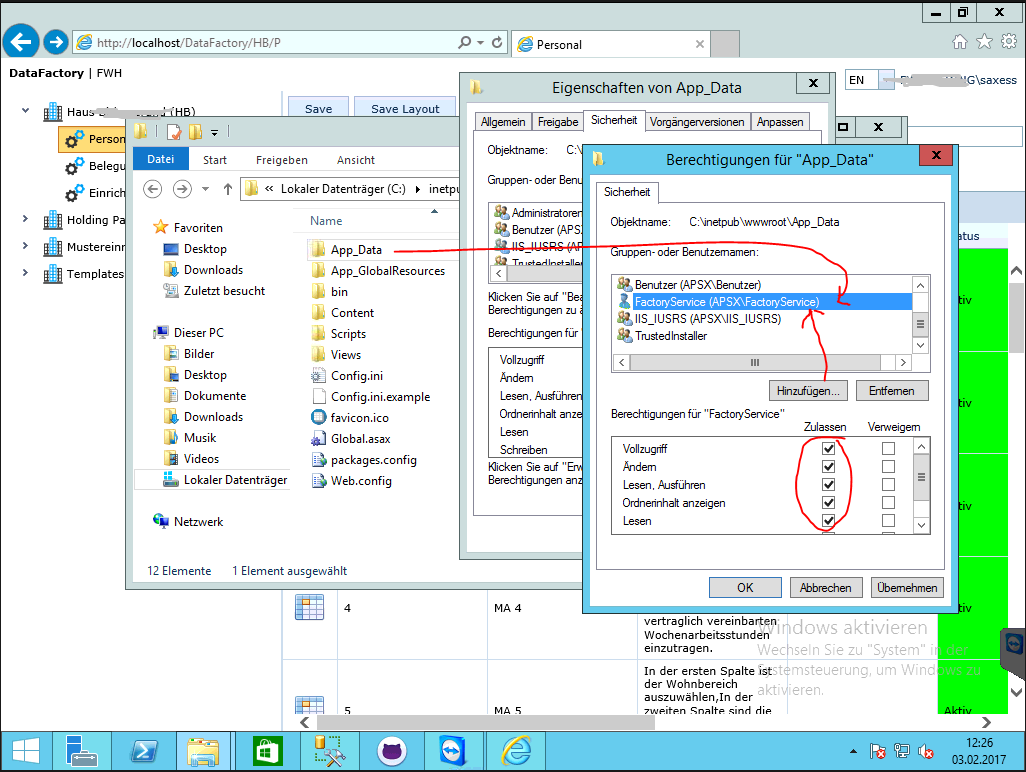 http://localhost/DataFactory/HB/P
Personal
DataFactory | FWH
EN
\saxess
Haus
(HB)
Person
Belegu
Einrich
Holding Pa
Mustereinr
Templates
Save
Save Layout
Datei
Start
Freigeben
Ansicht
« Lokaler Datenträger (C:)
inetpu
Favoriten
Desktop
Downloads
Zuletzt besucht
Dieser PC
Bilder
Desktop
Dokumente
Downloads
Musik
Videos
Lokaler Datenträger
Netzwerk
Name
App_Data
App_GlobalResources
bin
Content
Scripts
Views
Config.ini
Config.ini.example
favicon.ico
Global.asax
packages.config
Web.config
12 Elemente
1 Element ausgewählt
Eigenschaften von App_Data
Allgemein
Freigabe
Sicherheit
Vorgängerversionen
Anpassen
Objektname:
C:\
Gruppen- oder Benu
Administratoren
Benutzer (APS
IIS_IUSRS (AP
TrustedInstaller
Klicken Sie auf "Bea
Berechtigungen zu a
Berechtigungen für "
Vollzugriff
Ändern
Lesen, Ausführen
Ordnerinhalt anze
Lesen
Schreiben
Klicken Sie auf "Erw
Berechtigungen anz
Berechtigungen für "App_Data"
Sicherheit
Objektname:
C:\inetpub\wwwroot\App_Data
Gruppen- oder Benutzernamen:
Benutzer (APSX\Benutzer)
FactoryService (APSX\FactoryService)
IIS_IUSRS (APSX\IIS_IUSRS)
TrustedInstaller
Hinzufügen...
Entfernen
Berechtigungen für "FactoryService"
Zulassen
Verweigern
Vollzugriff
Ändern
Lesen, Ausführen
Ordnerinhalt anzeigen
Lesen
OK
Abbrechen
Übernehmen
atus
tiv
tiv
tiv
tiv
4
MA 4
vertraglich vereinbarten
Wochenarbeitsstunden
einzutragen.
5
MA 5
In der ersten Spalte ist
der Wohnbereich
auszuwählen,In der
zweiten Spalte sind die
Aktiv
Windows aktivieren
Wechseln Sie zu "System" in der
Systemsteuerung, um Windows zu
aktivieren.
12:26
03.02.2017